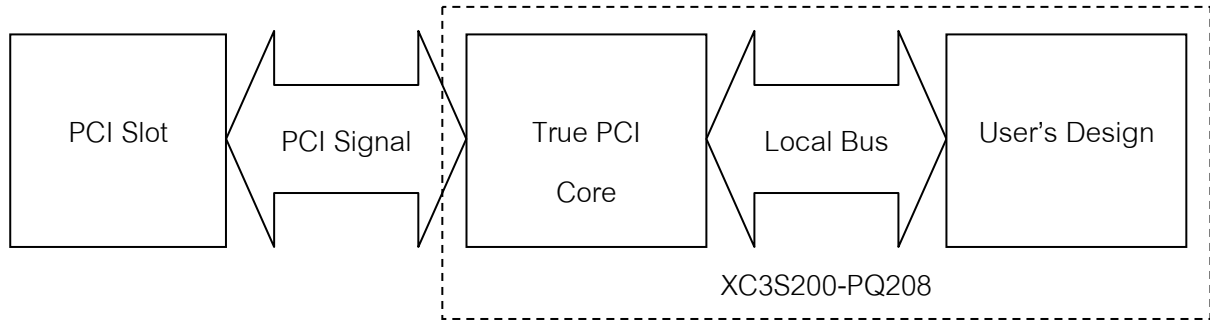 PCI Slot
PCI Signal
True PCI
Core
Local Bus
User’s Design
XC3S200-PQ208